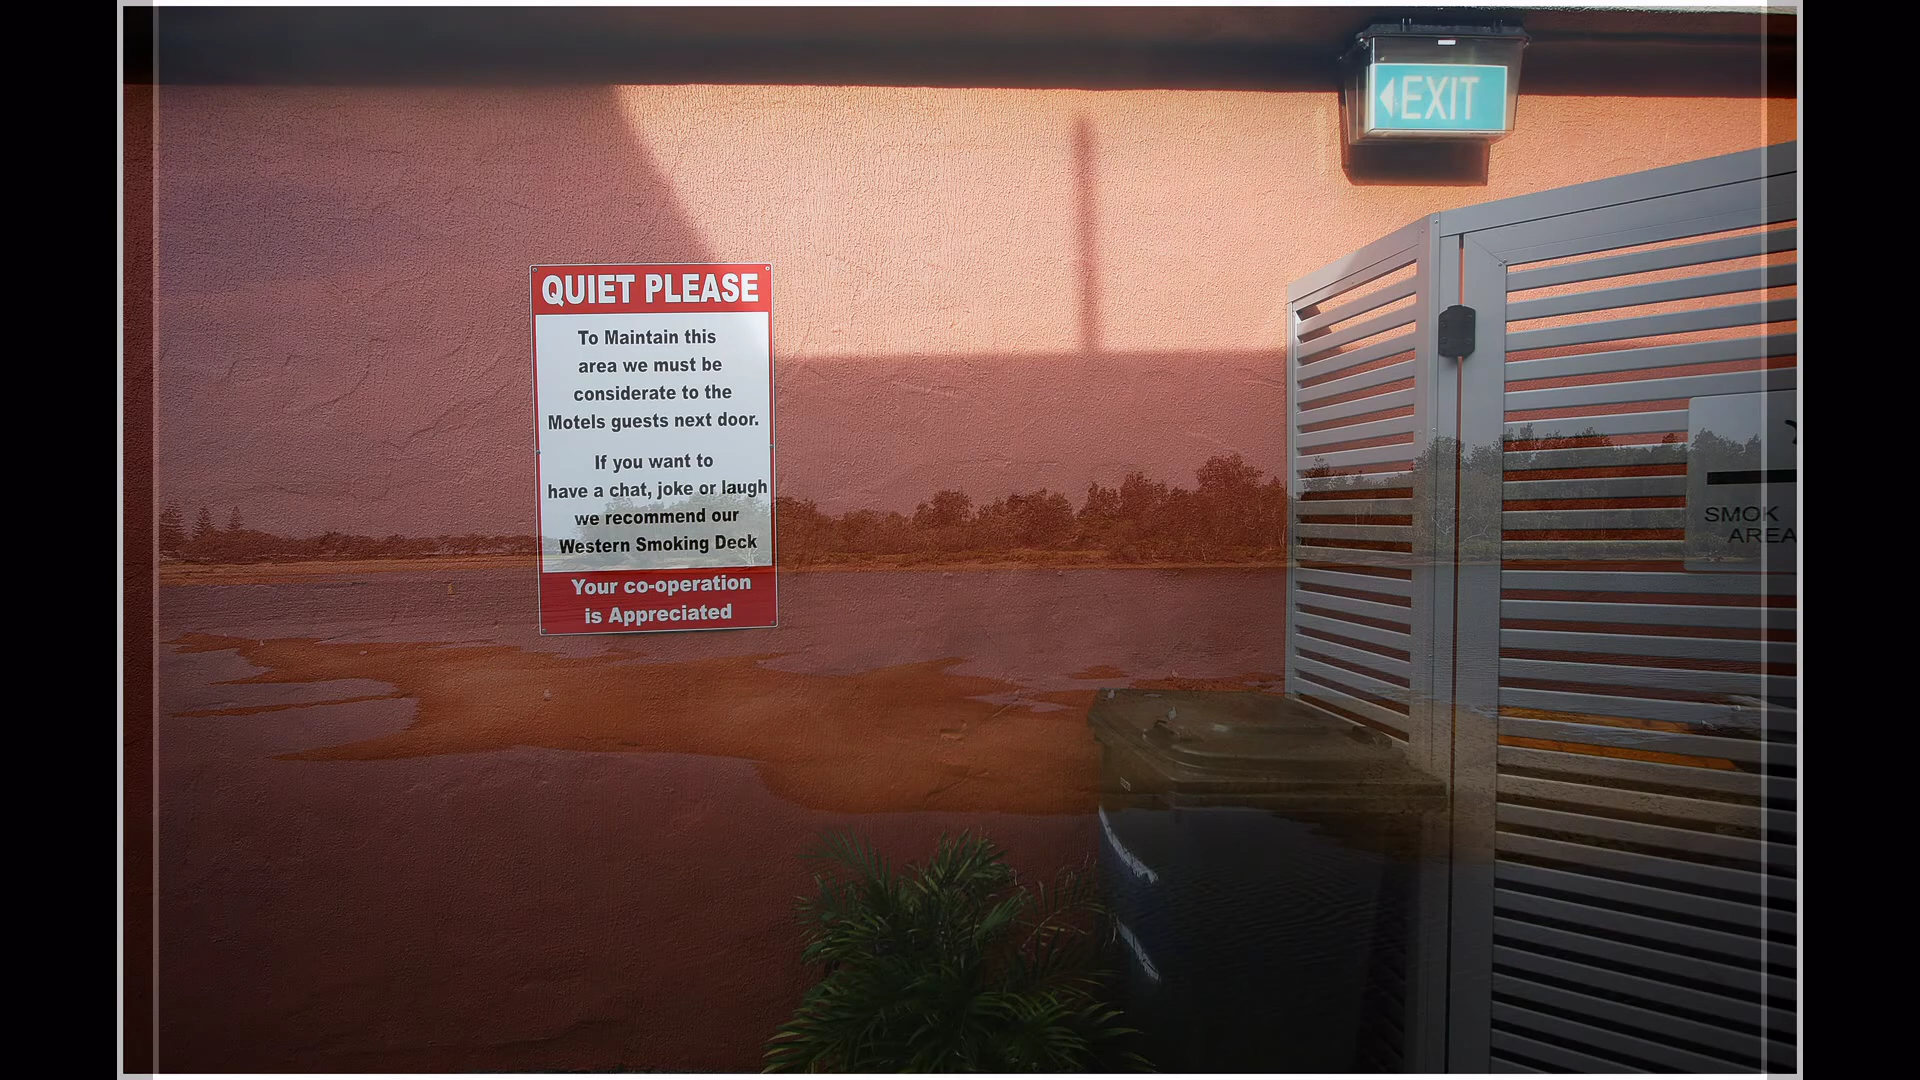 EXIT
QUIET PLEASE
To Maintain this
area we must be
considerate to the
Motels guests next door.
If you want to
have a chat, joke or laugh
we recommend our
Western Smoking Deck
Your co-operation
is Appreciated
SMOK
AREA